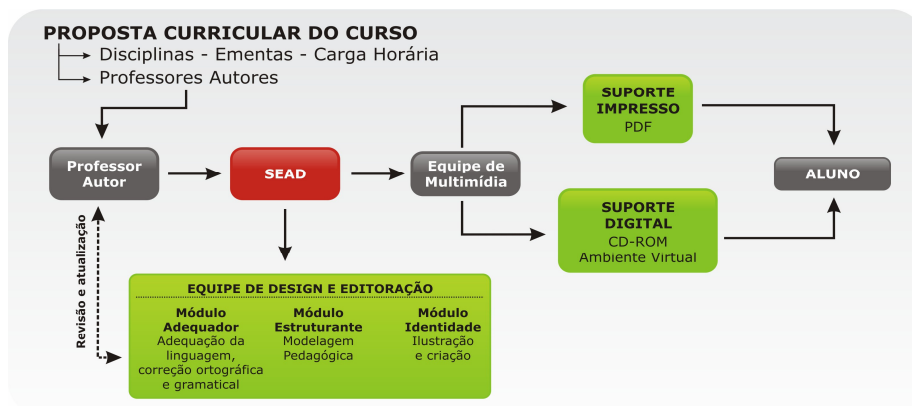 PROPOSTA CURRICULAR DO CURSO
Disciplinas - Ementas - Carga Horária
Professores Autores
Professor
Autor
SEAD
Equipe de
Multimídia
SUPORTE
IMPRESSO
PDF
SUPORTE
DIGITAL
CD-ROM
Ambiente Virtual
ALUNO
Revisão e atualização
EQUIPE DE DESIGN E EDITORAÇÃO
Módulo
Adequador
Adequação da
linguagem,
correção ortográfica
e gramatical
Módulo
Estruturante
Modelagem
Pedagógica
Módulo
Identidade
Ilustração
e criação